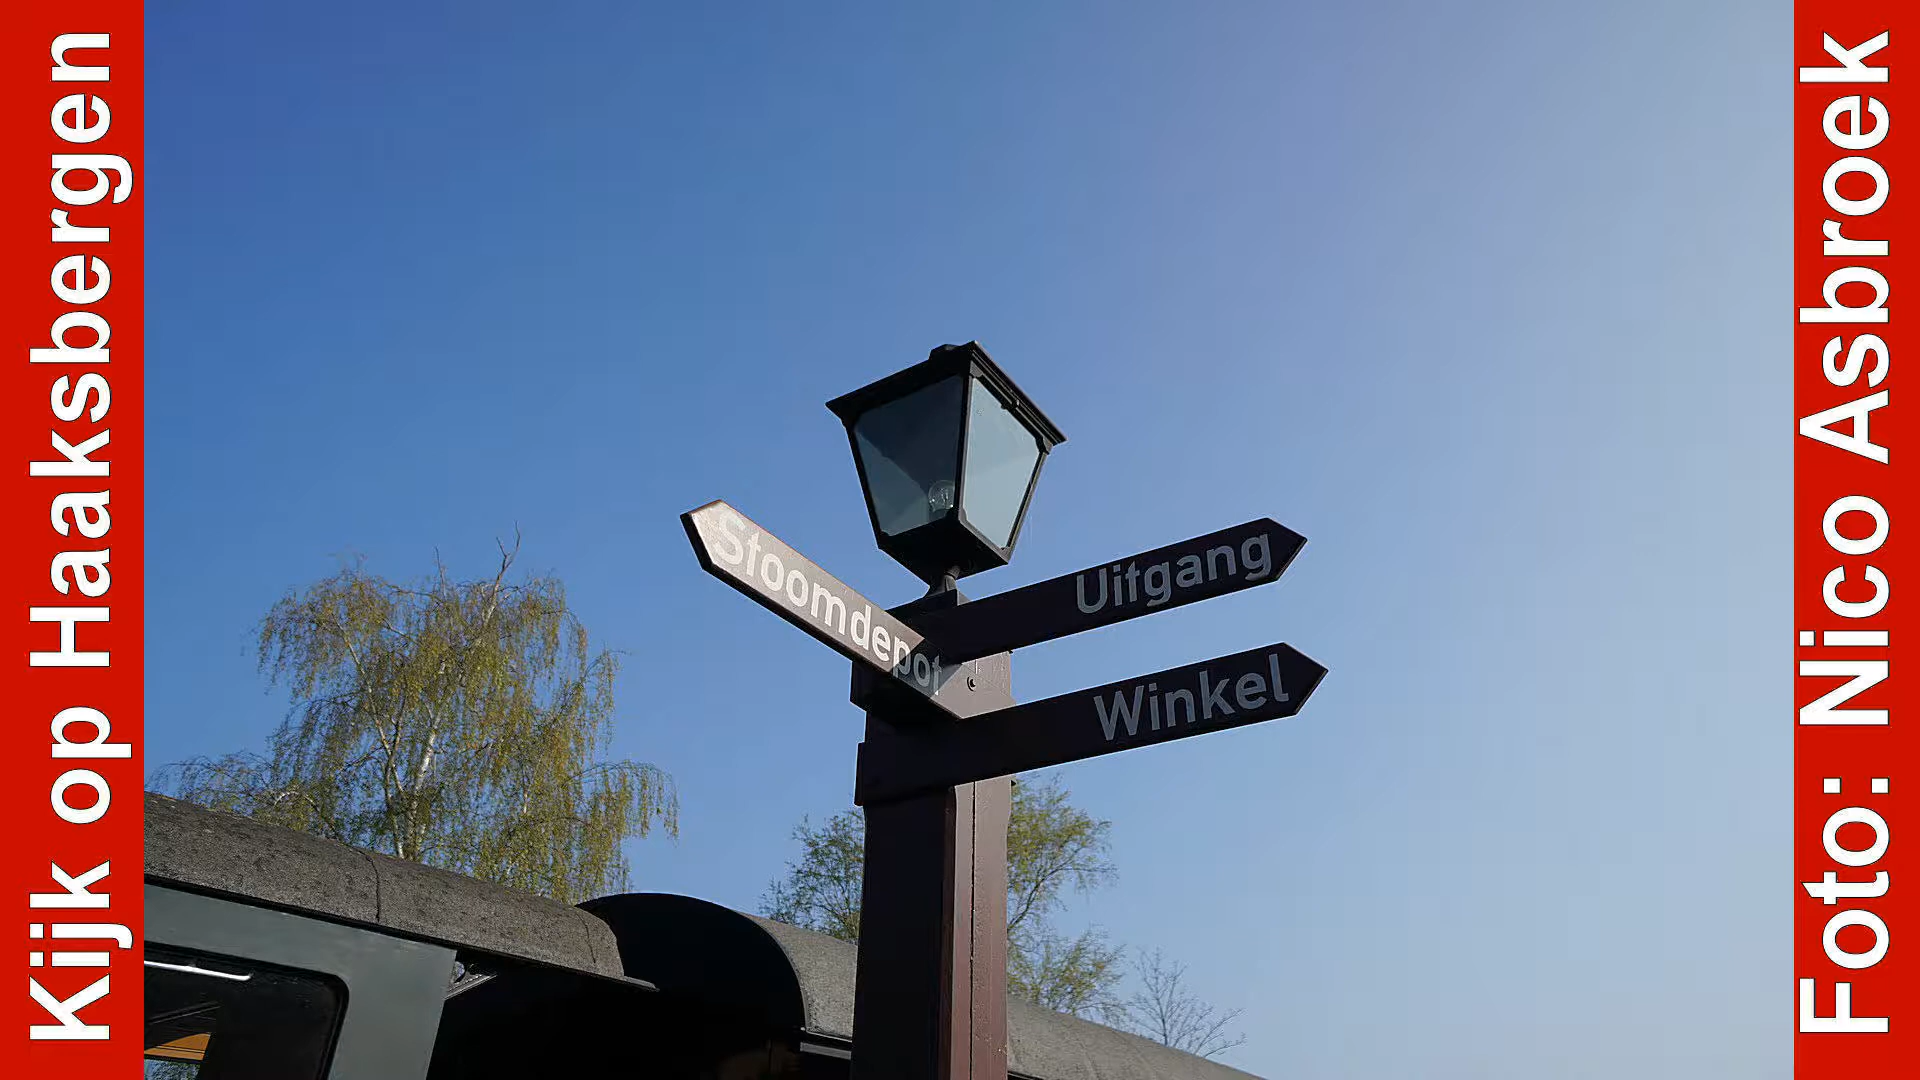 Kijk op Haaksbergen
Stoomdepot
Uitgang
Winkel
Foto: Nico Asbroek